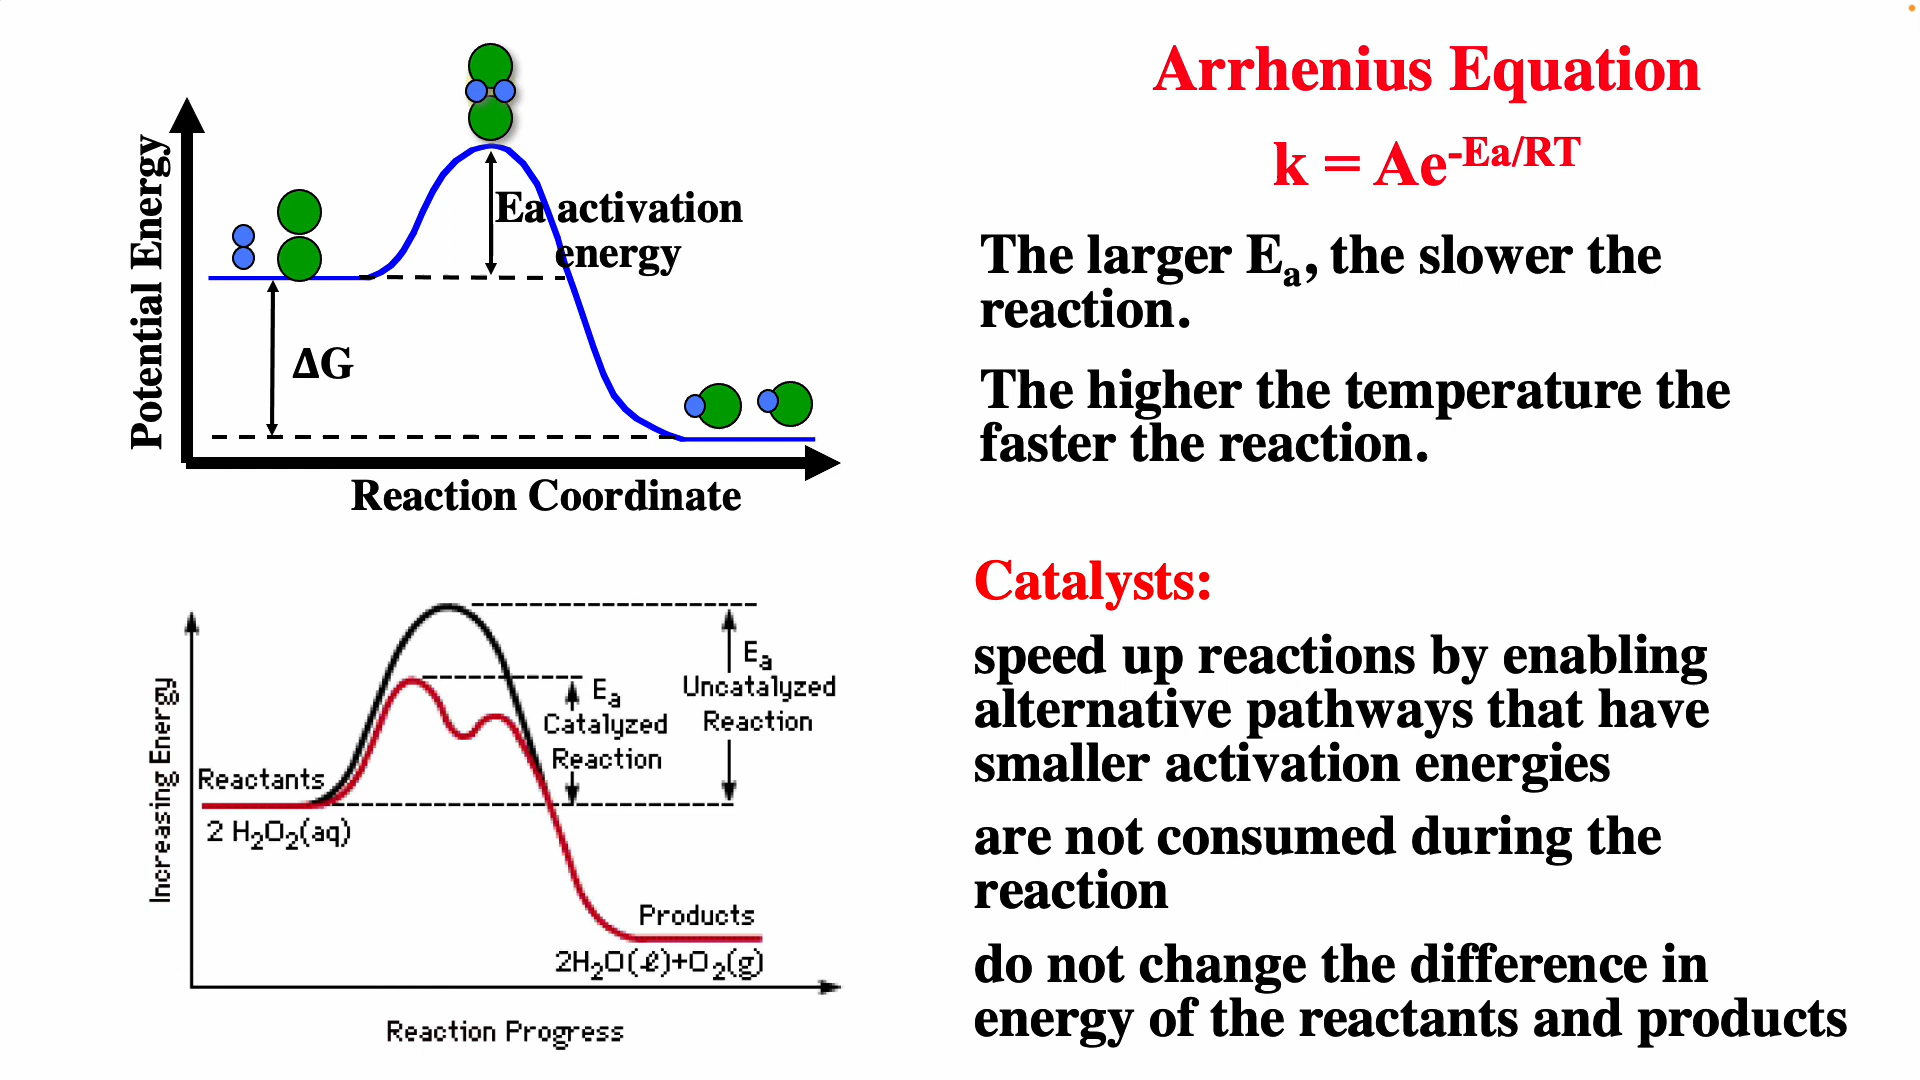 Potential Energy
Ea activation
energy
ΔG
Reaction Coordinate
Arrhenius Equation
k = Ae-Ea/RT
The larger Ea, the slower the
reaction.
The higher the temperature the
faster the reaction.
Increasing Energy
Reactants
2 H2O2(aq)
Ea
Catalyzed
Reaction
Ea
Uncatalyzed
Reaction
Products
2H2O(ℓ)+O2(g)
Reaction Progress
Catalysts:
speed up reactions by enabling
alternative pathways that have
smaller activation energies
are not consumed during the
reaction
do not change the difference in
energy of the reactants and products